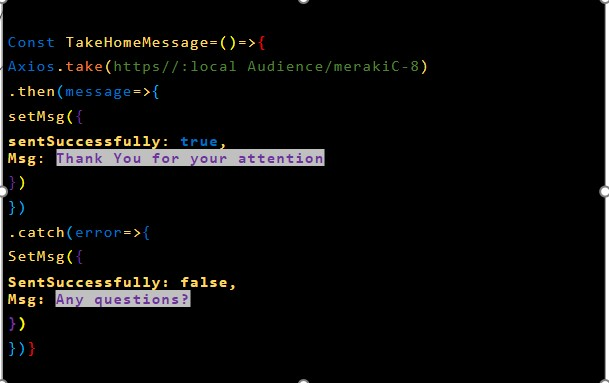 Const TakeHomeMessage=()=>{
Axios.take(https//:local Audience/merakiC-8)
.then(message=>{
setMsg({
sentSuccessfully: true,
Msg: Thank You for your attention
})
})
.catch(error=>{
SetMsg({
SentSuccessfully: false,
Msg: Any questions?
})
})}